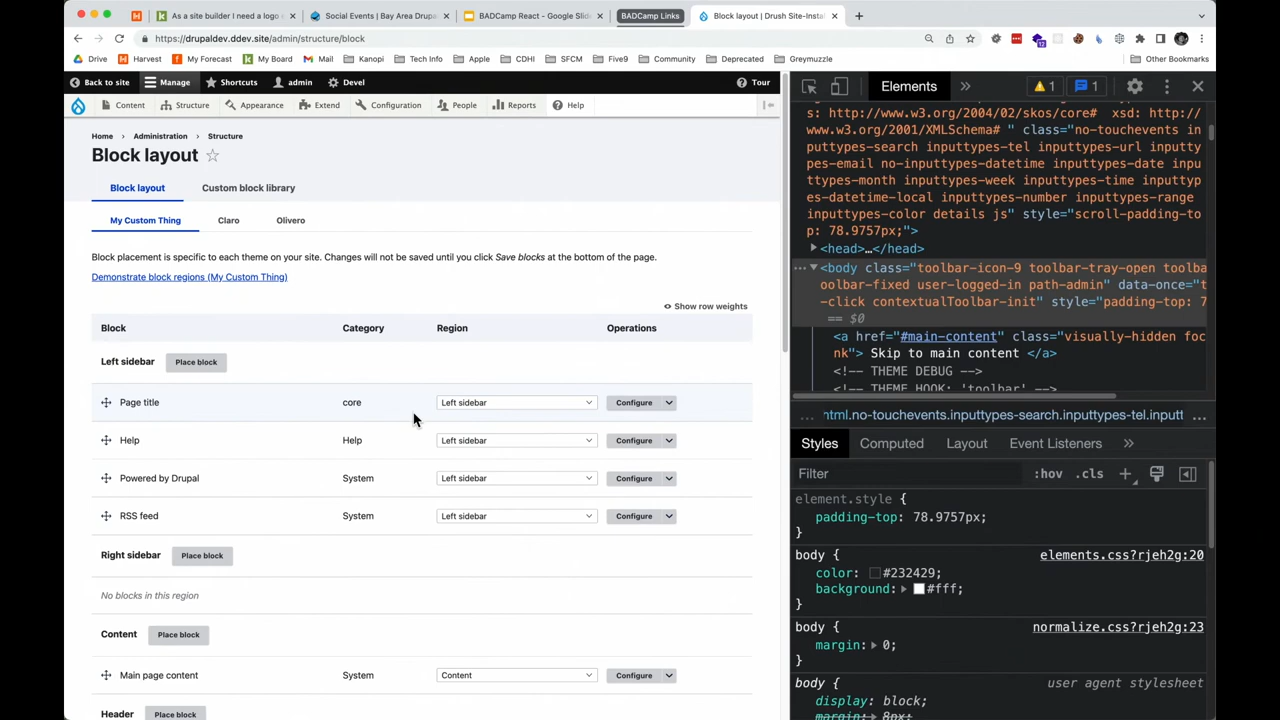 As a site builder I need a logo
Social Events | Bay Area Drupa
BADCamp React - Google Slide
BADCamp Links
Block layout | Drush Site-Insta
https://drupaldev.ddev.site/admin/structure/block
Drive
Harvest
My Forecast
My Board
Mail
Kanopi
Tech Info
Apple
CDHI
SFCM
Five9
Community
Deprecated
Greymuzzle
Other Bookmarks
Back to site
Manage
Shortcuts
admin
Devel
Tour
Content
Structure
Appearance
Extend
Configuration
People
Reports
Help
Home › Administration › Structure
Block layout
Block layout
Custom block library
My Custom Thing
Claro
Olivero
Block placement is specific to each theme on your site. Changes will not be saved until you click Save blocks at the bottom of the page.
Demonstrate block regions (My Custom Thing)
Show row weights
Block Category Region Operations
Left sidebar Place block
Page title core Left sidebar Configure
Help Help Left sidebar Configure
Powered by Drupal System Left sidebar Configure
RSS feed System Left sidebar Configure
Right sidebar Place block
No blocks in this region
Content Place block
Main page content System Content Configure
Header Place block
Elements » 1 1
s: http://www.w3.org/2004/02/skos/core#  xsd: http://
www.w3.org/2001/XMLSchema# " class="no-touchevents i
nputtypes-search inputtypes-tel inputtypes-url inputty
pes-email no-inputtypes-datetime inputtypes-date input
ttypes-month inputtypes-week inputtypes-time inputtyp
es-datetime-local inputtypes-number inputtypes-range
inputtypes-color details js" style="scroll-padding-to
p: 78.9757px;">
<head>…</head>
<body class="toolbar-icon-9 toolbar-tray-open toolba
oolbar-fixed user-logged-in path-admin" data-once="t
-click contextualToolbar-init" style="padding-top: 7
== $0
<a href="#main-content" class="visually-hidden foc
nk"> Skip to main content </a>
<!-- THEME DEBUG -->
<!-- THEME HOOK: 'toolbar' -->
... html.no-touchevents.inputtypes-search.inputtypes-tel.inputt ...
Styles Computed Layout Event Listeners »
Filter :hov .cls +
element.style {
padding-top: 78.9757px;
}
body { elements.css?rjeh2g:20
color: #232429;
background: #fff;
}
body { normalize.css?rjeh2g:23
margin: 0;
}
body { user agent stylesheet
display: block;
margin: 8px;
12